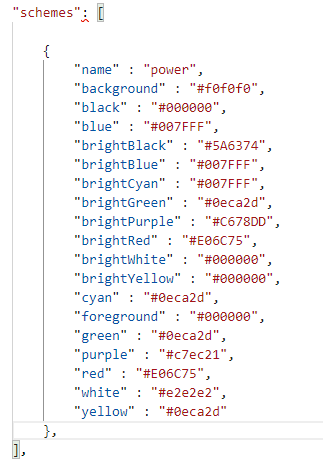 "schemes": [
{
"name" : "power",
"background" : "#f0f0f0",
"black" : "#000000",
"blue" : "#007FFF",
"brightBlack" : "#5A6374",
"brightBlue" : "#007FFF",
"brightCyan" : "#007FFF",
"brightGreen" : "#0eca2d",
"brightPurple" : "#C678DD",
"brightRed" : "#E06C75",
"brightWhite" : "#000000",
"brightYellow" : "#000000",
"cyan" : "#0eca2d",
"foreground" : "#000000",
"green" : "#0eca2d",
"purple" : "#c7ec21",
"red" : "#E06C75",
"white" : "#e2e2e2",
"yellow" : "#0eca2d"
},
],